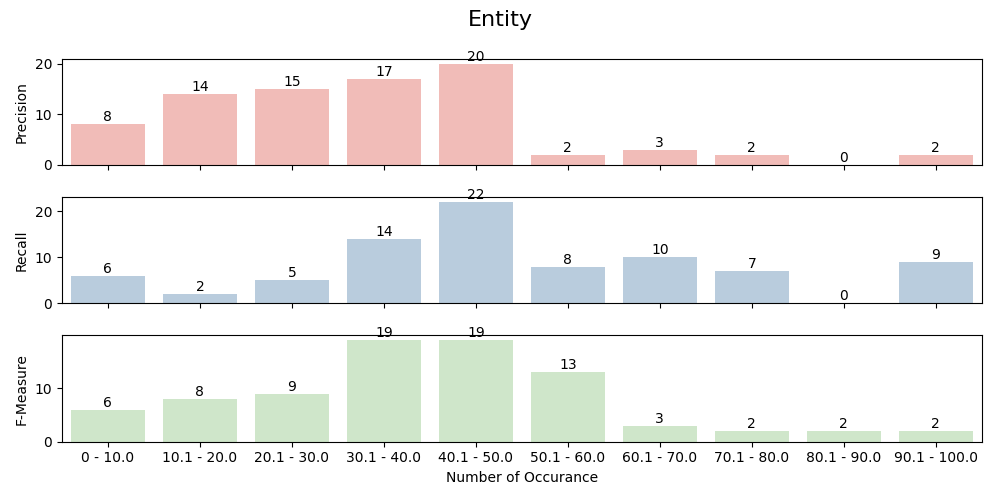 Entity
Precision
20
10
0
8
14
15
17
20
2
3
2
0
2
Recall
20
10
0
6
2
5
14
22
8
10
7
0
9
F-Measure
10
0
6
8
9
19
19
13
3
2
2
2
0 - 10.0
10.1 - 20.0
20.1 - 30.0
30.1 - 40.0
40.1 - 50.0
50.1 - 60.0
60.1 - 70.0
70.1 - 80.0
80.1 - 90.0
90.1 - 100.0
Number of Occurance